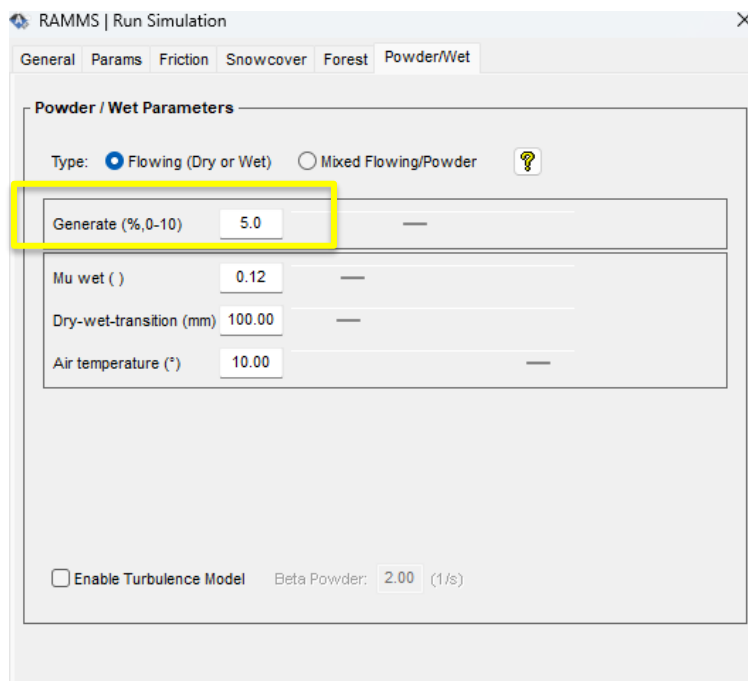 RAMMS | Run Simulation
General Params Friction Snowcover Forest Powder/Wet
Powder / Wet Parameters
Type: Flowing (Dry or Wet) Mixed Flowing/Powder ?
Generate (%,0-10) 5.0
Mu wet ( ) 0.12
Dry-wet-transition (mm) 100.00
Air temperature (°) 10.00
Enable Turbulence Model Beta Powder: 2.00 (1/s)